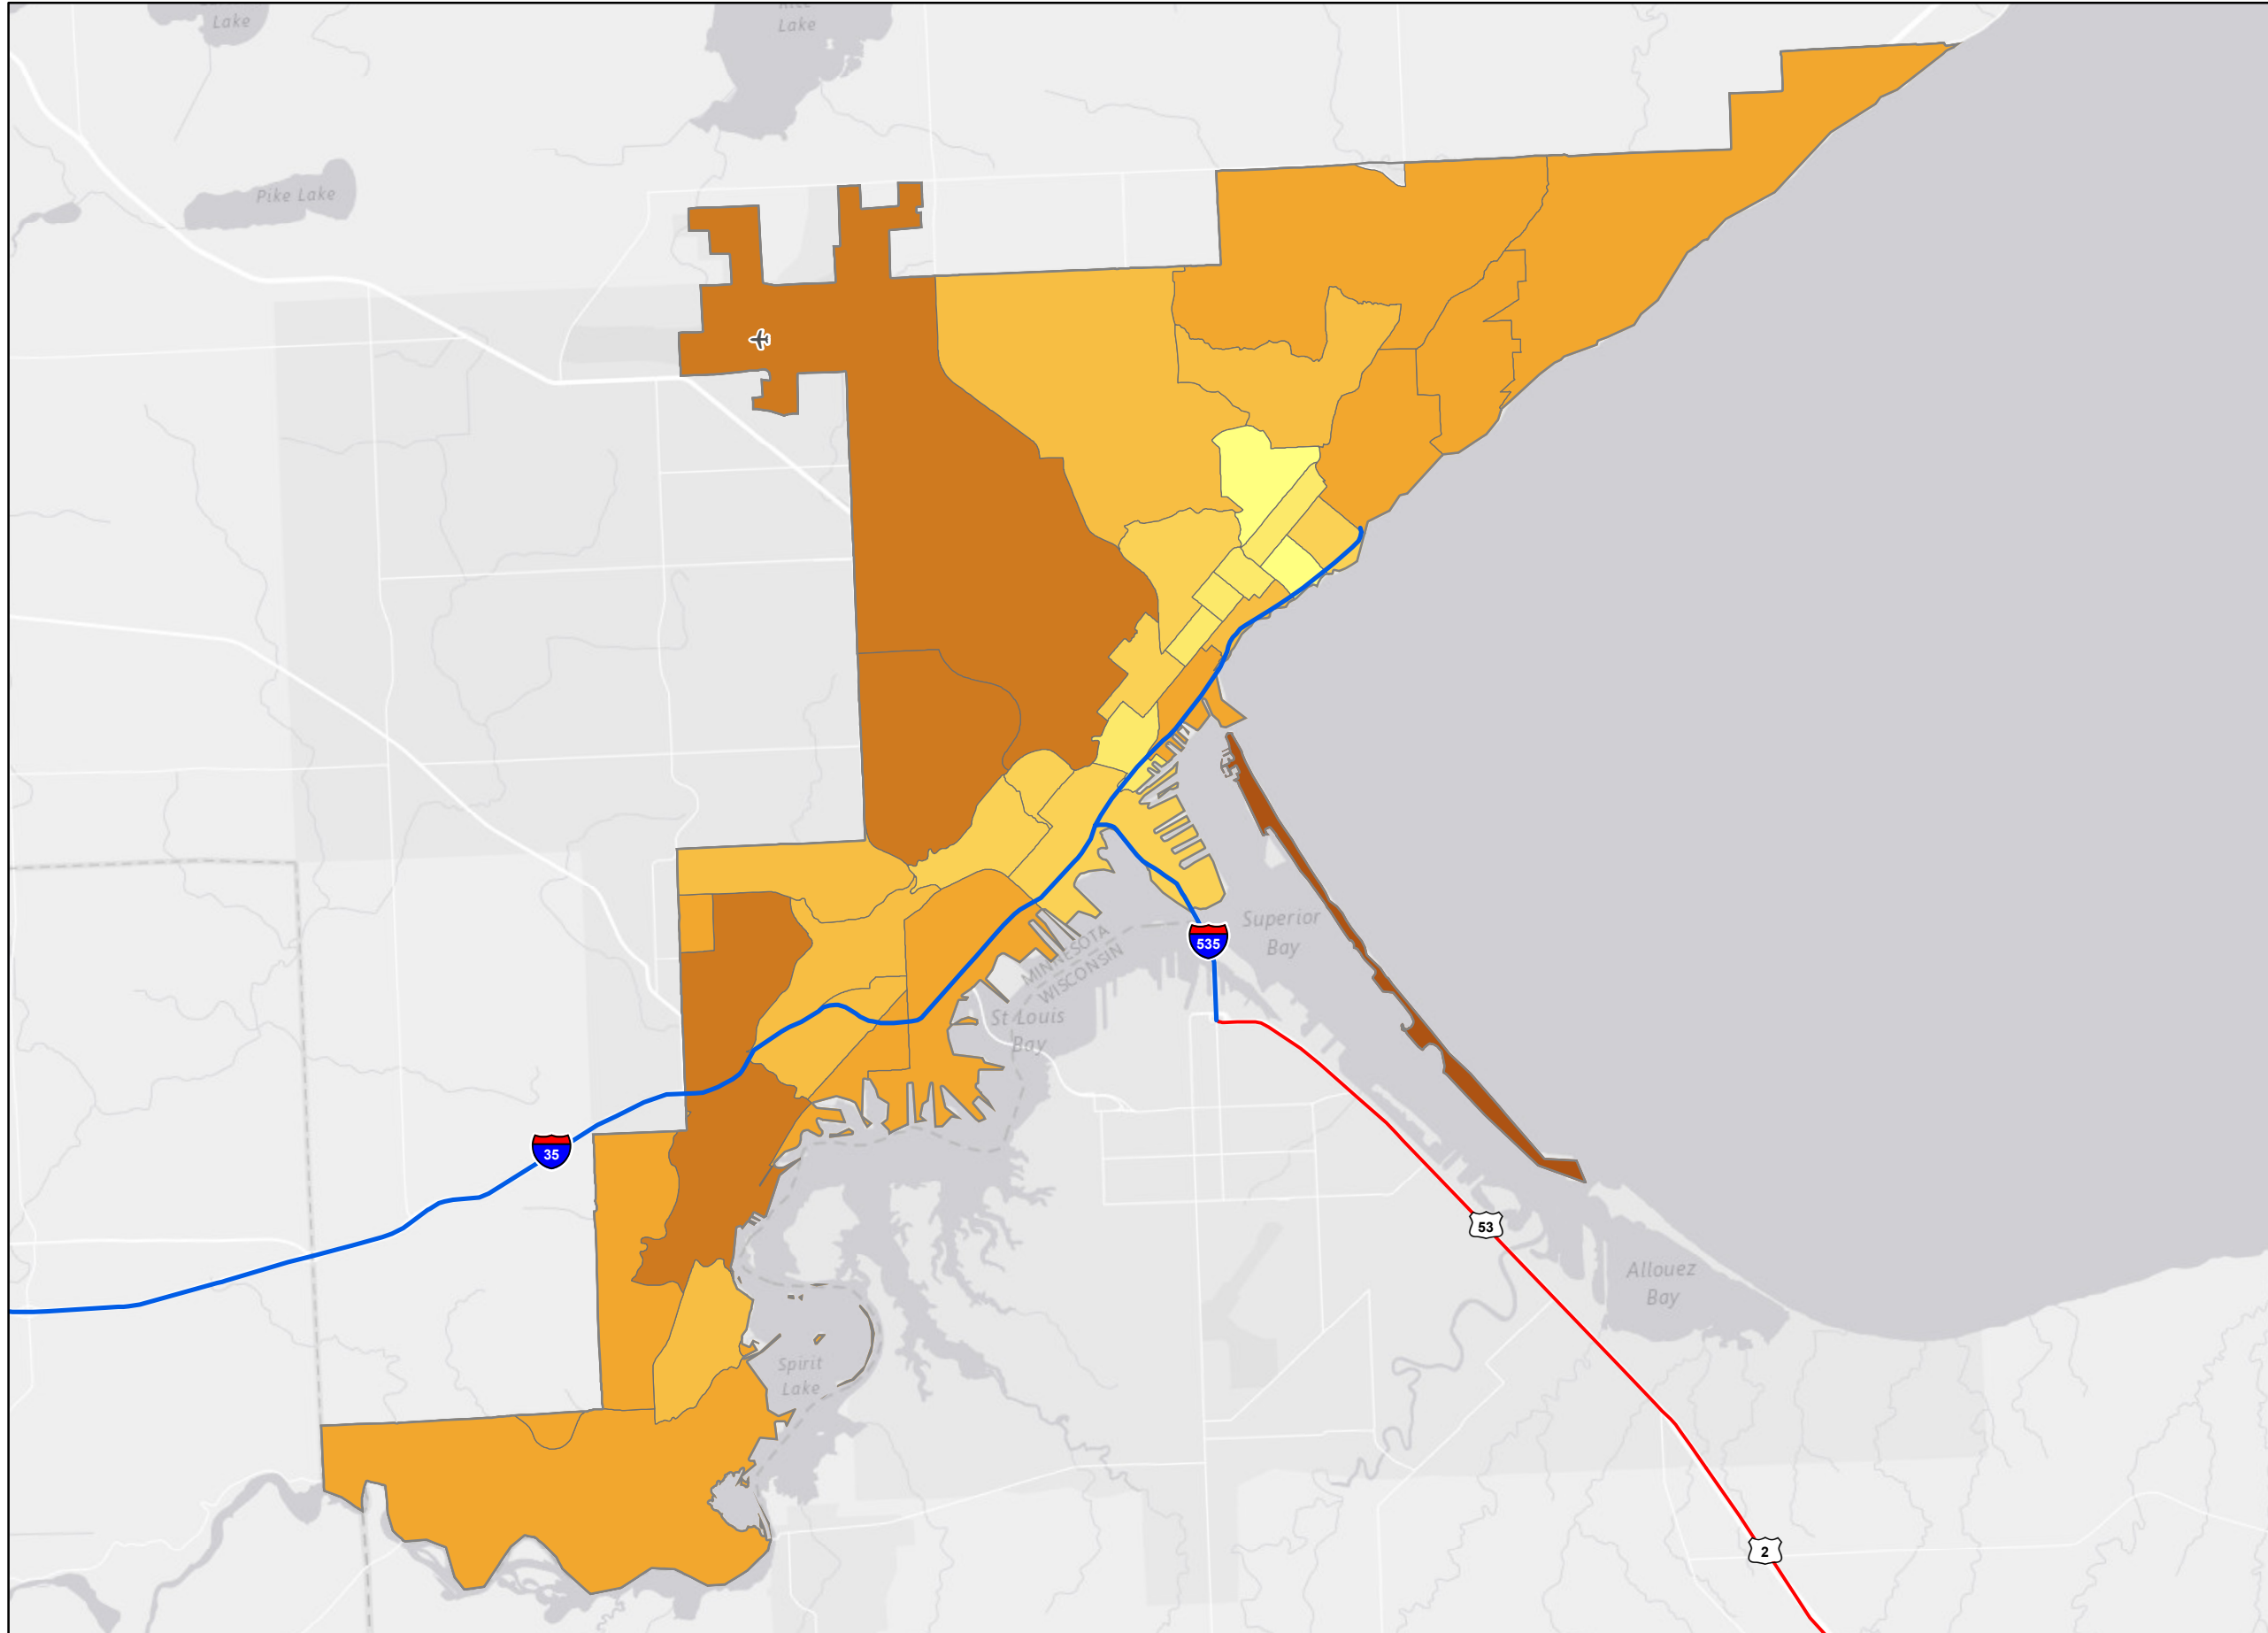 Lake
Lake
Pike Lake
Superior
Bay
535
MINNESOTA
WISCONSIN
St Louis
Bay
35
53
Allouez
Bay
Spirit
Lake
2